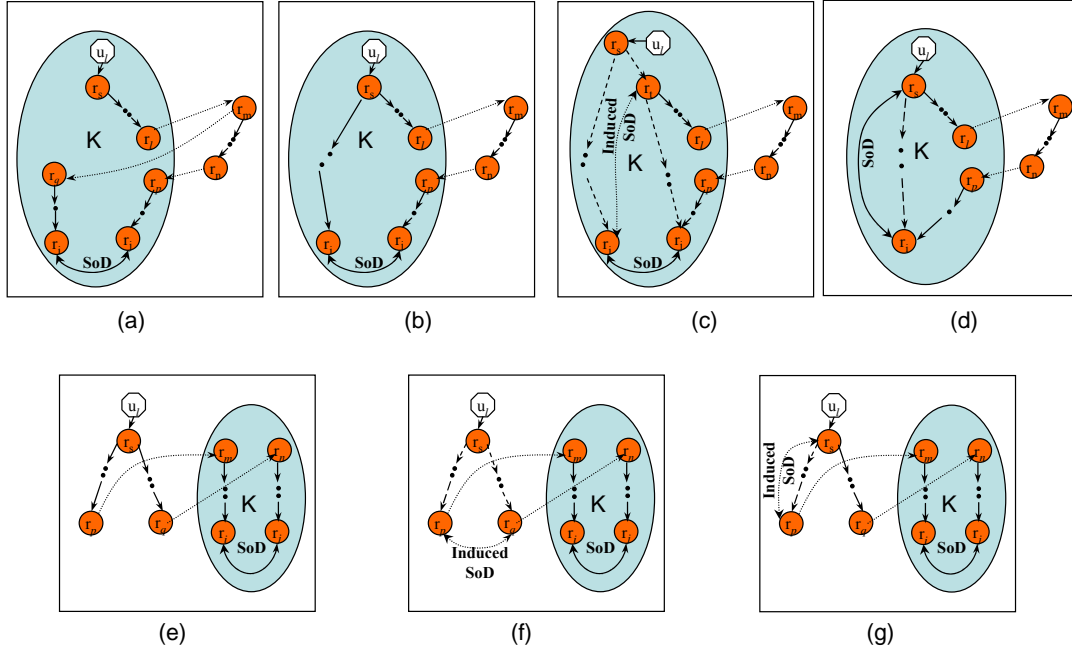 u_l
r_s
r_l
r_m
K
r_q
r_p
r_n
r_i
r_j
SoD
(a)
u_l
r_s
r_l
r_m
K
r_p
r_n
r_i
r_j
SoD
(b)
r_s
u_l
r_t
Induced
SoD
r_l
r_m
K
r_p
r_n
r_i
r_j
SoD
(c)
u_l
r_s
r_m
SoD
K
r_l
r_p
r_n
r_i
(d)
u_l
r_s
r_m
r_n
K
r_p
r_q
r_i
r_j
SoD
(e)
u_l
r_s
r_m
r_n
K
r_p
r_q
r_i
r_j
Induced
SoD
SoD
(f)
u_l
Induced
SoD
r_s
r_m
r_n
K
r_p
r_q
r_i
r_j
SoD
(g)